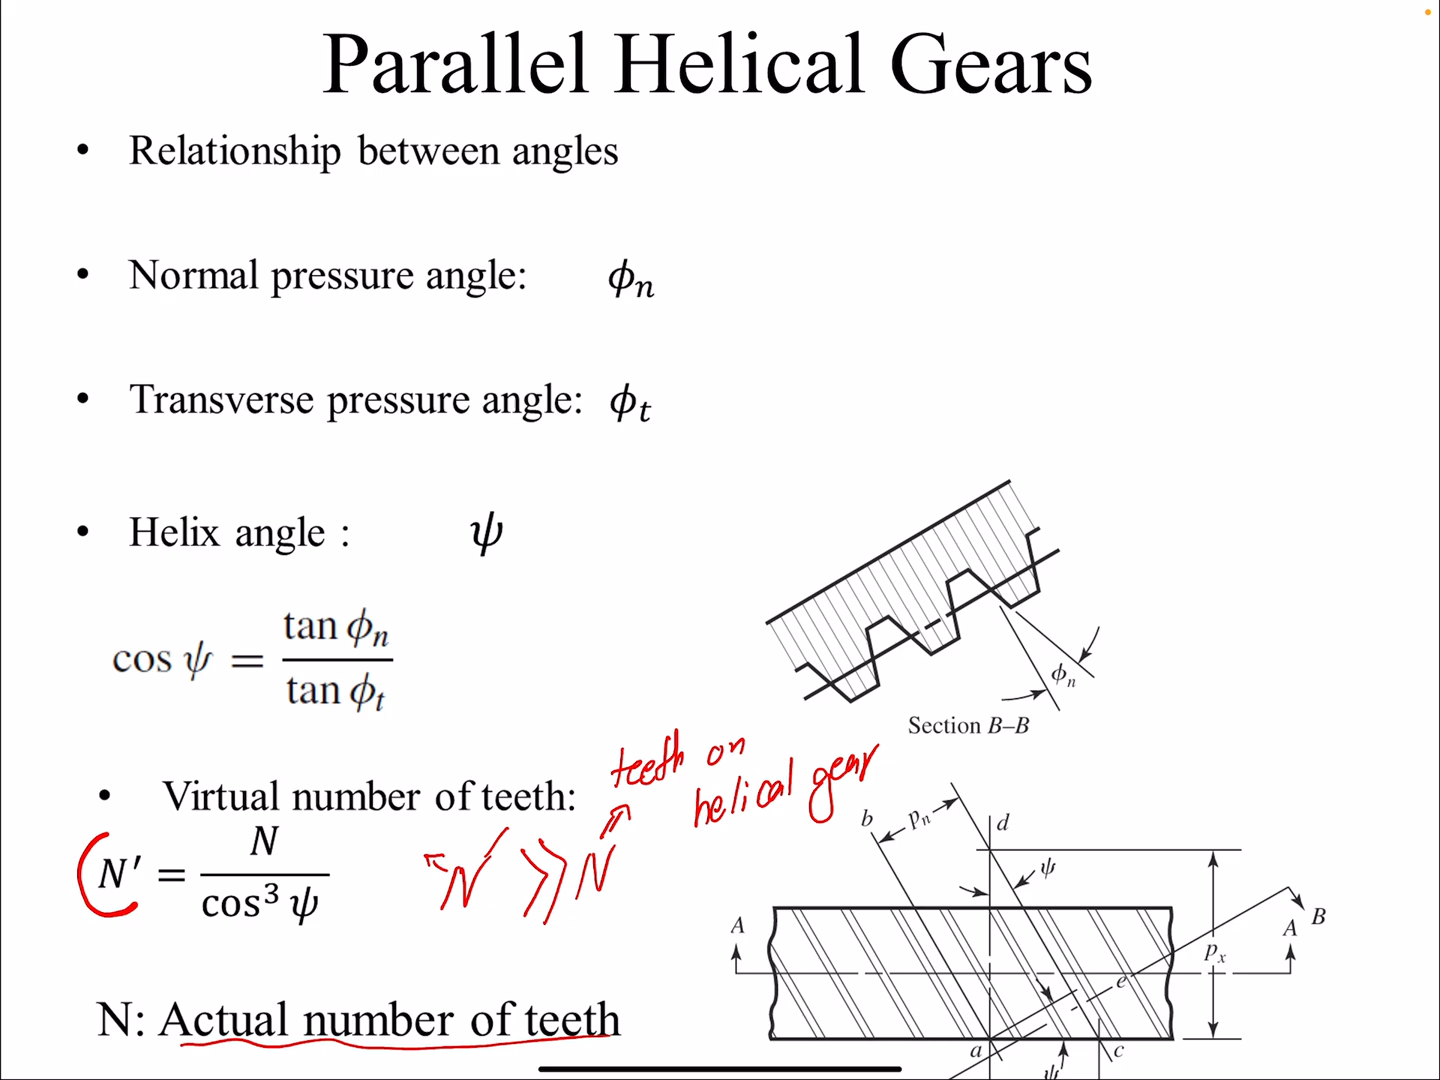 Parallel Helical Gears
• Relationship between angles
• Normal pressure angle: ϕn
• Transverse pressure angle: ϕt
• Helix angle : ψ
cos ψ = tan ϕn / tan ϕt
• Virtual number of teeth:
N′ = N / cos³ ψ
N′ >> N
teeth on
helical gear
N: Actual number of teeth
ϕn
Section B–B
b
pn
d
ψ
A
A
B
px
e
a
c
ψ